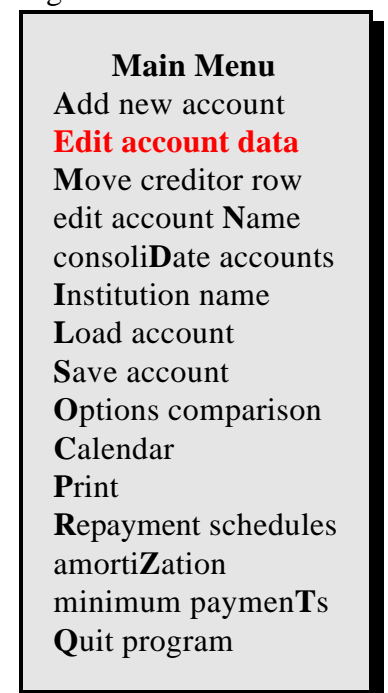 Main Menu
Add new account
Edit account data
Move creditor row
edit account Name
consoliDate accounts
Institution name
Load account
Save account
Options comparison
Calendar
Print
Repayment schedules
amortiZation
minimum paymenTs
Quit program